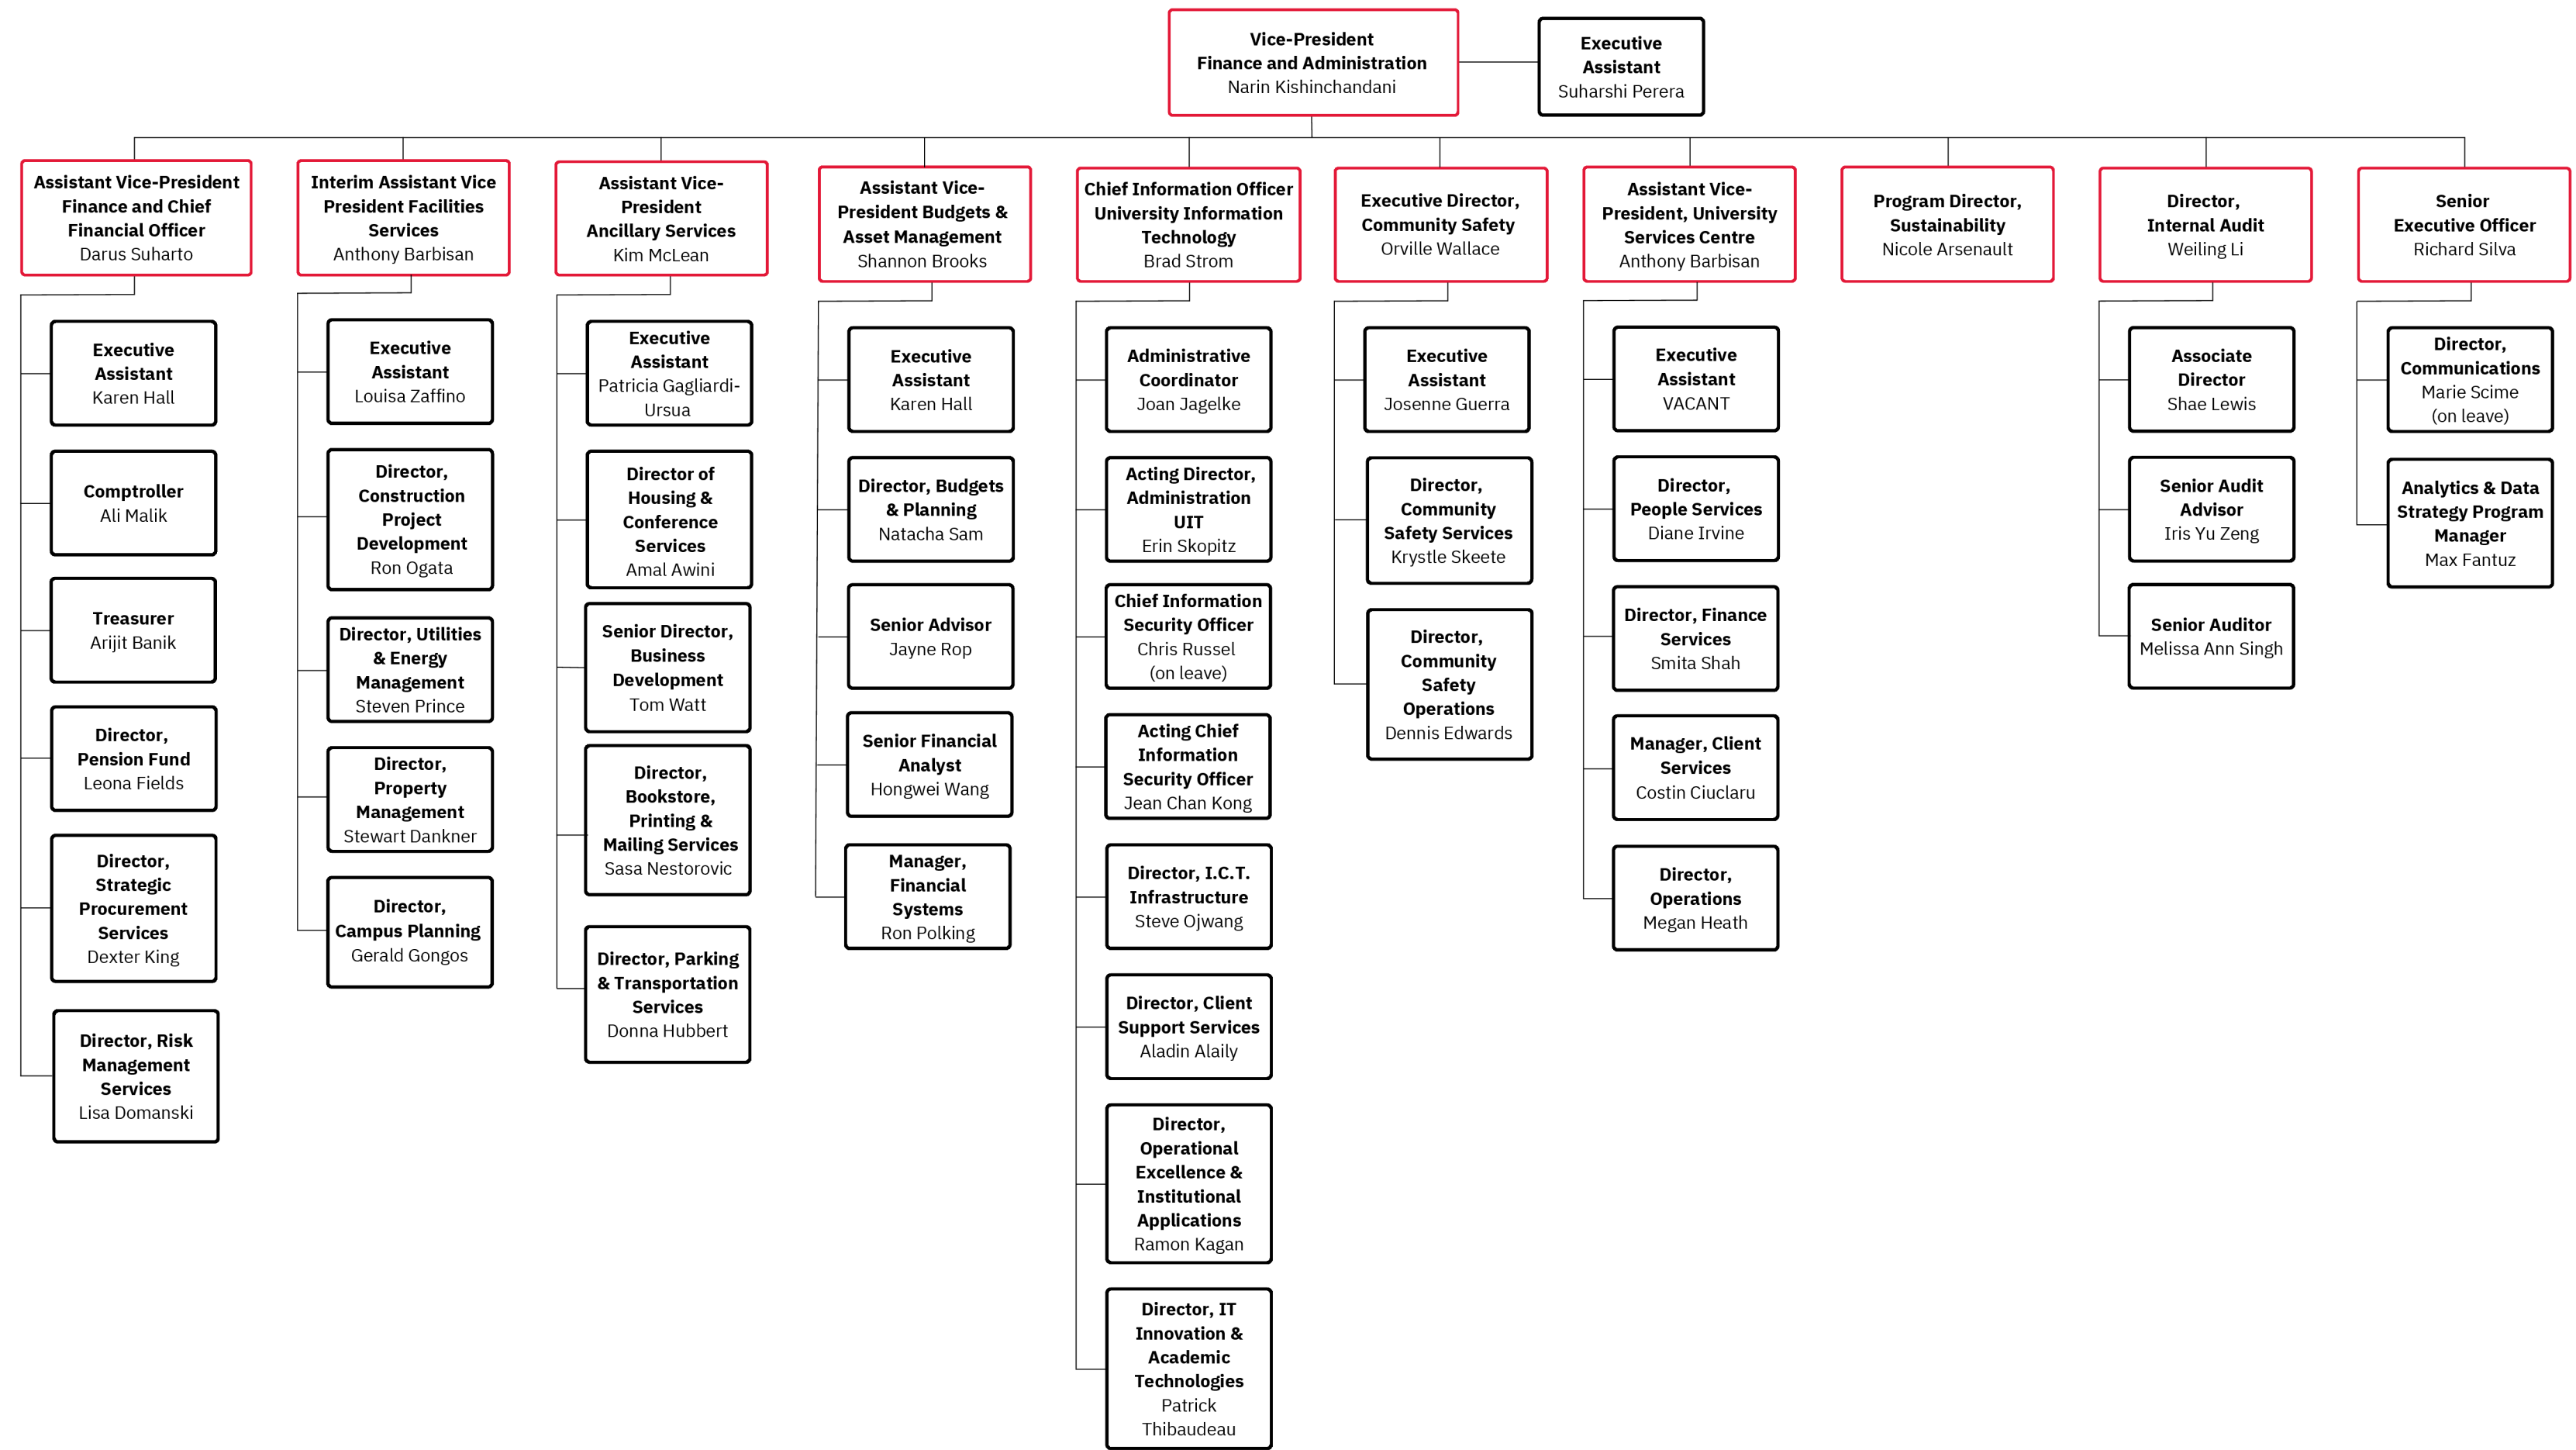 Vice-President
Finance and Administration
Narin Kishinchandani
Executive
Assistant
Suharshi Perera
Assistant Vice-President
Finance and Chief
Financial Officer
Darus Suharto
Executive
Assistant
Karen Hall
Comptroller
Ali Malik
Treasurer
Arijit Banik
Director,
Pension Fund
Leona Fields
Director,
Strategic
Procurement
Services
Dexter King
Director, Risk
Management
Services
Lisa Domanski
Interim Assistant Vice
President Facilities
Services
Anthony Barbisan
Executive
Assistant
Louisa Zaffino
Director,
Construction
Project
Development
Ron Ogata
Director, Utilities
& Energy
Management
Steven Prince
Director,
Property
Management
Stewart Dankner
Director,
Campus Planning
Gerald Gongos
Assistant Vice-
President
Ancillary Services
Kim McLean
Executive
Assistant
Patricia Gagliardi-
Ursua
Director of
Housing &
Conference
Services
Amal Awini
Senior Director,
Business
Development
Tom Watt
Director,
Bookstore,
Printing &
Mailing Services
Sasa Nestorovic
Director, Parking
& Transportation
Services
Donna Hubbert
Assistant Vice-
President Budgets &
Asset Management
Shannon Brooks
Executive
Assistant
Karen Hall
Director, Budgets
& Planning
Natacha Sam
Senior Advisor
Jayne Rop
Senior Financial
Analyst
Hongwei Wang
Manager,
Financial
Systems
Ron Polking
Chief Information Officer
University Information
Technology
Brad Strom
Administrative
Coordinator
Joan Jagelke
Acting Director,
Administration
UIT
Erin Skopitz
Chief Information
Security Officer
Chris Russel
(on leave)
Acting Chief
Information
Security Officer
Jean Chan Kong
Director, I.C.T.
Infrastructure
Steve Ojwang
Director, Client
Support Services
Aladin Alaily
Director,
Operational
Excellence &
Institutional
Applications
Ramon Kagan
Director, IT
Innovation &
Academic
Technologies
Patrick
Thibaudeau
Executive Director,
Community Safety
Orville Wallace
Executive
Assistant
Josenne Guerra
Director,
Community
Safety Services
Krystle Skeete
Director,
Community
Safety
Operations
Dennis Edwards
Assistant Vice-
President, University
Services Centre
Anthony Barbisan
Executive
Assistant
VACANT
Director,
People Services
Diane Irvine
Director, Finance
Services
Smita Shah
Manager, Client
Services
Costin Ciuclaru
Director,
Operations
Megan Heath
Program Director,
Sustainability
Nicole Arsenault
Director,
Internal Audit
Weiling Li
Associate
Director
Shae Lewis
Senior Audit
Advisor
Iris Yu Zeng
Senior Auditor
Melissa Ann Singh
Senior
Executive Officer
Richard Silva
Director,
Communications
Marie Scime
(on leave)
Analytics & Data
Strategy Program
Manager
Max Fantuz